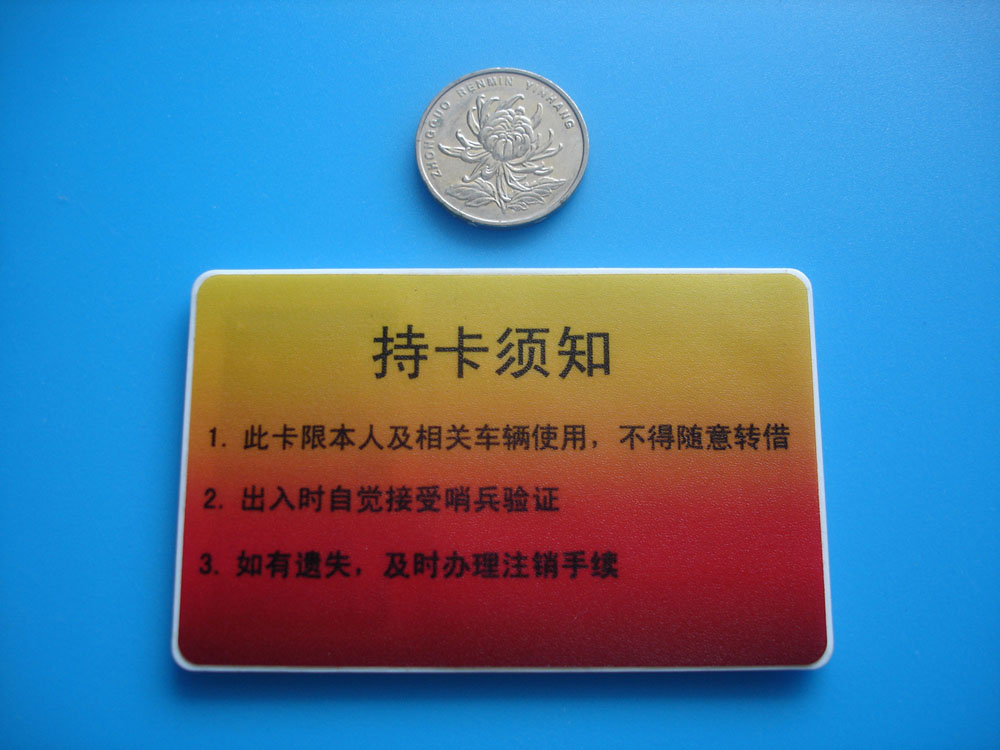 ZHONGGUO RENMIN YINHANG
持卡须知
1. 此卡限本人及相关车辆使用，不得随意转借
2. 出入时自觉接受哨兵验证
3. 如有遗失，及时办理注销手续